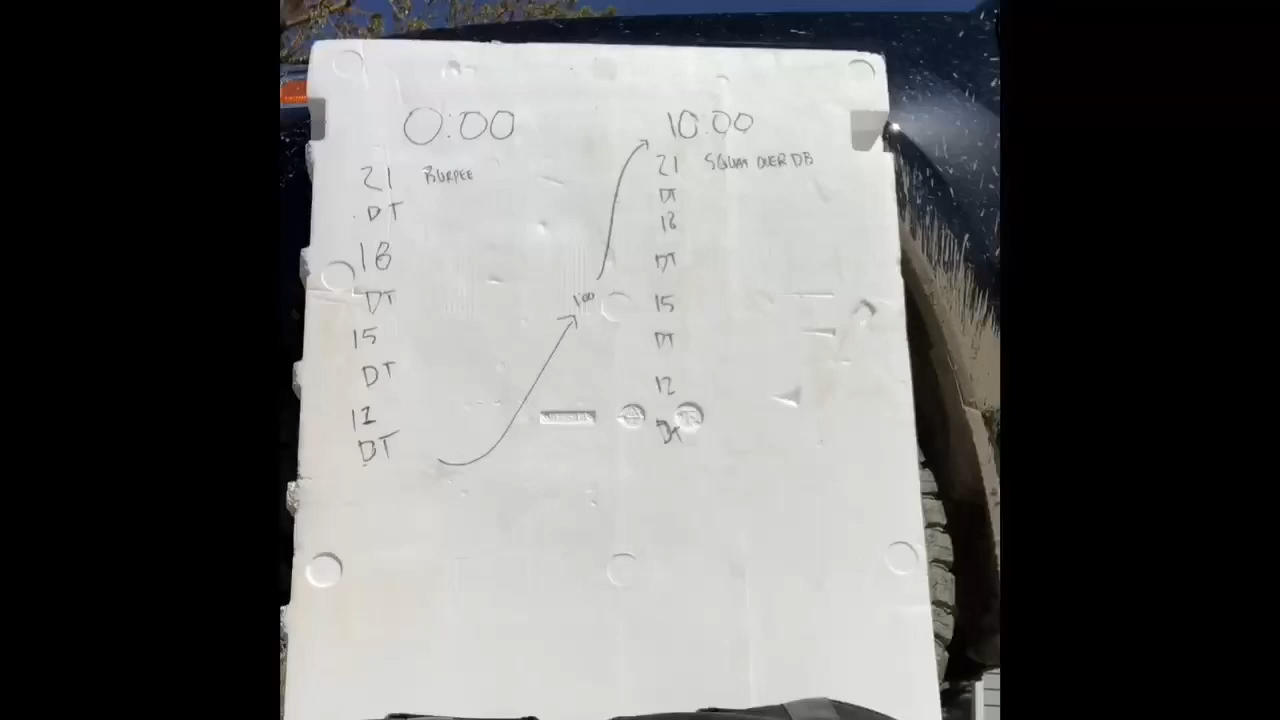 0:00
21 BURPEE
DT
18
DT
15
DT
12
DT
100
10:00
21 SQUAT OVER DB
DT
18
DT
15
DT
12
DT